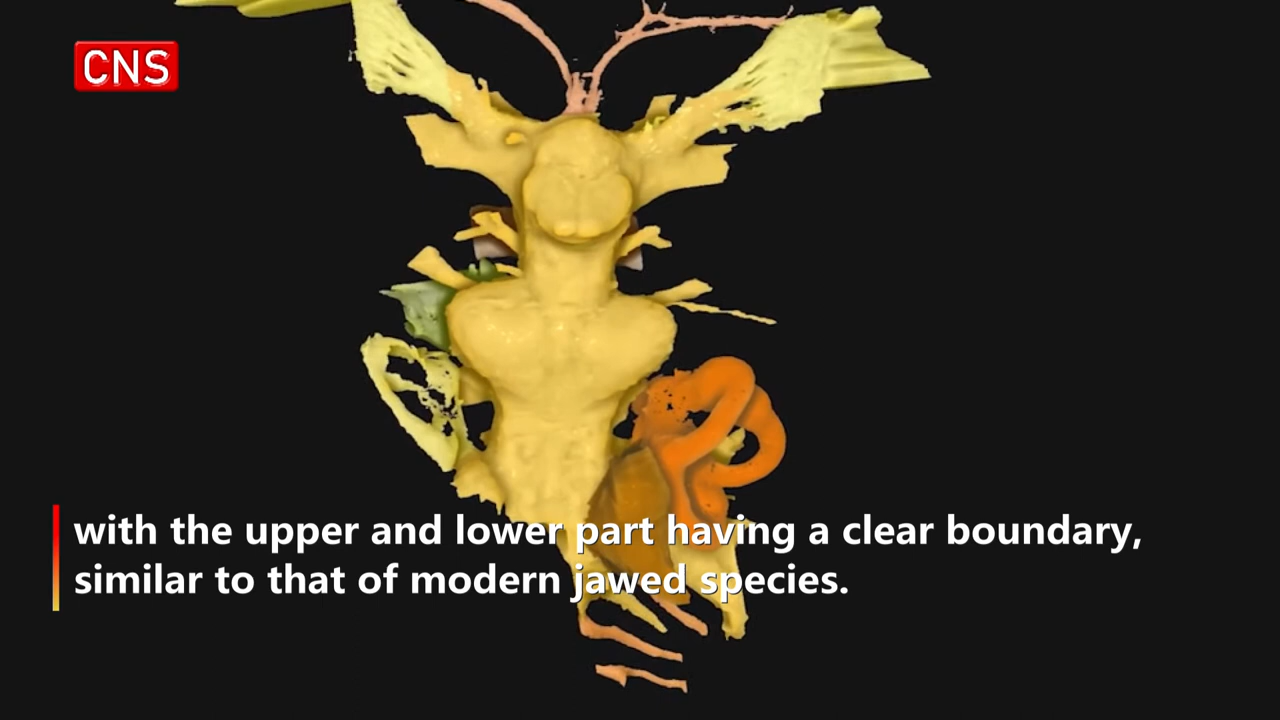 CNS
with the upper and lower part having a clear boundary,
similar to that of modern jawed species.